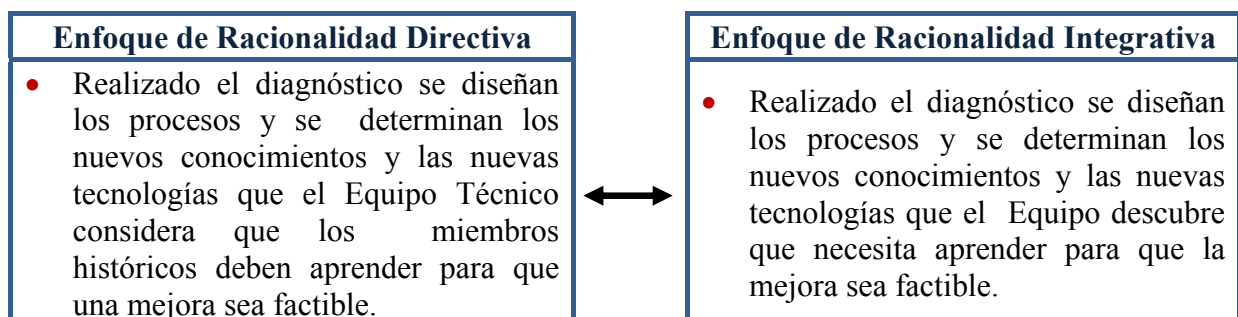 Enfoque de Racionalidad Directiva
• Realizado el diagnóstico se diseñan
los procesos y se determinan los
nuevos conocimientos y las nuevas
tecnologías que el Equipo Técnico
considera que los miembros
históricos deben aprender para que
una mejora sea factible.
Enfoque de Racionalidad Integrativa
• Realizado el diagnóstico se diseñan
los procesos y se determinan los
nuevos conocimientos y las nuevas
tecnologías que el Equipo descubre
que necesita aprender para que la
mejora sea factible.